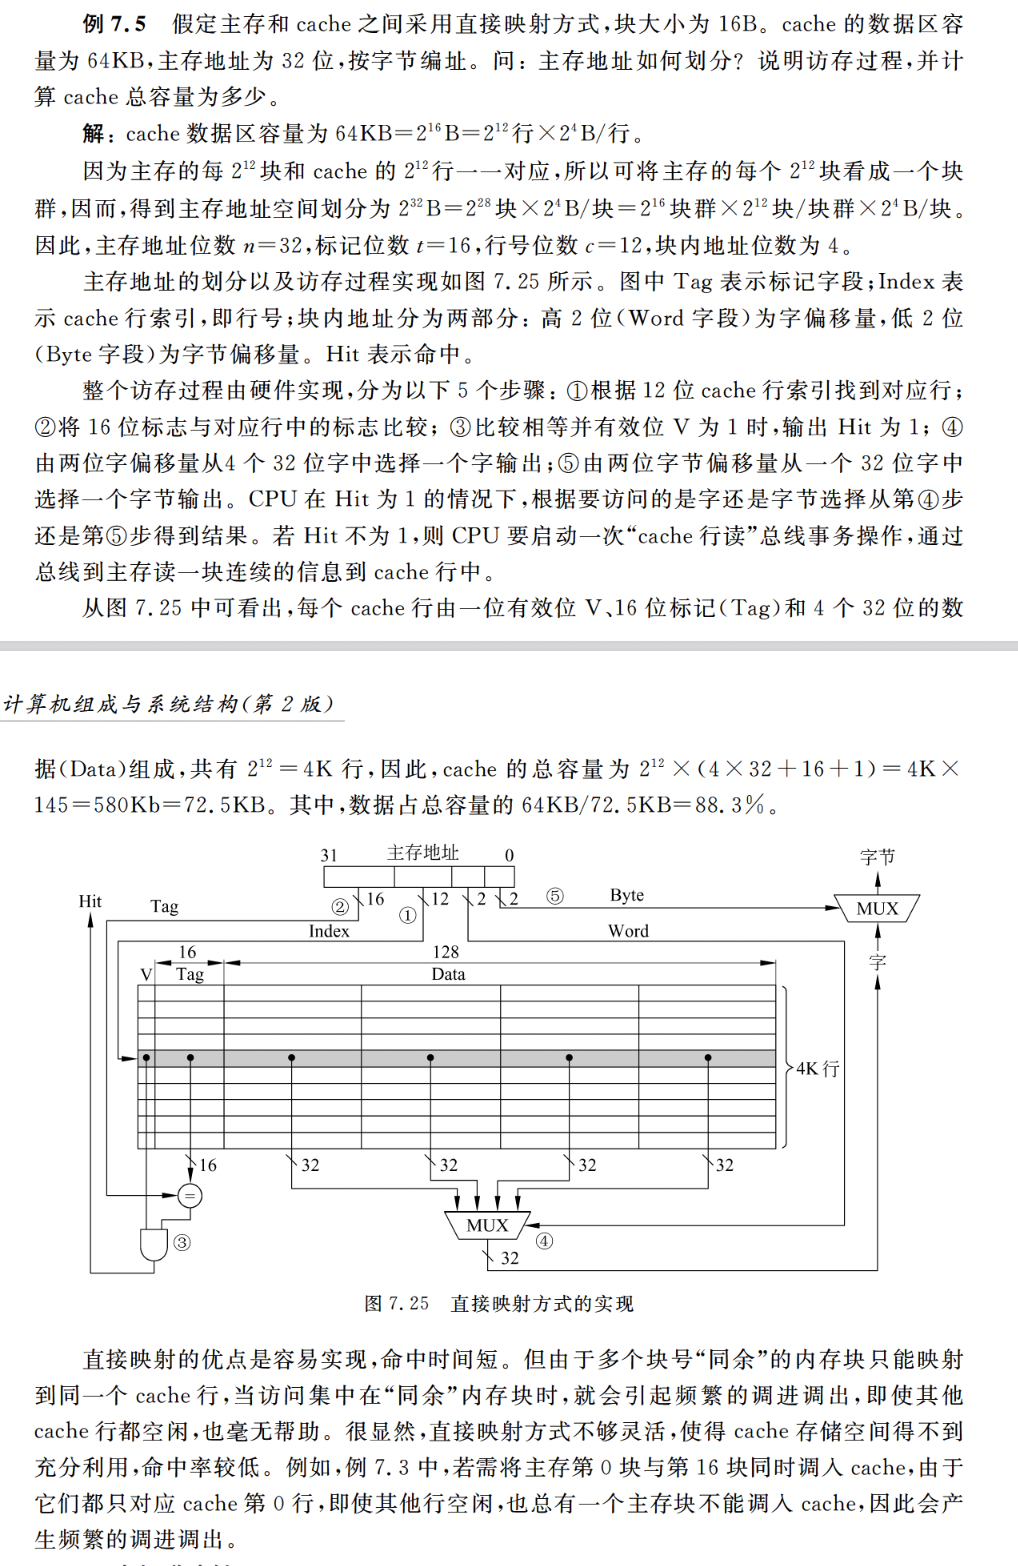 例 7.5 假定主存和 cache 之间采用直接映射方式,块大小为 16B。cache 的数据区容
量为 64KB,主存地址为 32 位,按字节编址。问：主存地址如何划分？说明访存过程,并计
算 cache 总容量为多少。
解：cache 数据区容量为 64KB=2¹⁶B=2¹²行×2⁴B/行。
因为主存的每 2¹²块和 cache 的 2¹²行一一对应,所以可将主存的每个 2¹²块看成一个块
群,因而,得到主存地址空间划分为 2³²B=2²⁸块×2⁴B/块=2¹⁶块群×2¹²块/块群×2⁴B/块。
因此,主存地址位数 n=32,标记位数 t=16,行号位数 c=12,块内地址位数为 4。
主存地址的划分以及访存过程实现如图 7.25 所示。图中 Tag 表示标记字段;Index 表
示 cache 行索引,即行号;块内地址分为两部分：高 2 位(Word 字段)为字偏移量,低 2 位
(Byte 字段)为字节偏移量。Hit 表示命中。
整个访存过程由硬件实现,分为以下 5 个步骤：①根据 12 位 cache 行索引找到对应行;
②将 16 位标志与对应行中的标志比较;③比较相等并有效位 V 为 1 时,输出 Hit 为 1;④
由两位字偏移量从4 个 32 位字中选择一个字输出;⑤由两位字节偏移量从一个 32 位字中
选择一个字节输出。CPU 在 Hit 为 1 的情况下,根据要访问的是字还是字节选择从第④步
还是第⑤步得到结果。若 Hit 不为 1,则 CPU 要启动一次“cache 行读”总线事务操作,通过
总线到主存读一块连续的信息到 cache 行中。
从图 7.25 中可看出,每个 cache 行由一位有效位 V、16 位标记(Tag)和 4 个 32 位的数
计算机组成与系统结构(第 2 版)
据(Data)组成,共有 2¹²=4K 行,因此,cache 的总容量为 2¹²×(4×32+16+1)=4K×
145=580Kb=72.5KB。其中,数据占总容量的 64KB/72.5KB=88.3%。
31 主存地址 0
字节
Hit
Tag
② 16 ① 12 2 2 ⑤ Byte
MUX
Index
Word
16
128
字
V Tag Data
4K 行
16 32 32 32 32
=
MUX
③
④
32
图 7.25 直接映射方式的实现
直接映射的优点是容易实现,命中时间短。但由于多个块号“同余”的内存块只能映射
到同一个 cache 行,当访问集中在“同余”内存块时,就会引起频繁的调进调出,即使其他
cache 行都空闲,也毫无帮助。很显然,直接映射方式不够灵活,使得 cache 存储空间得不到
充分利用,命中率较低。例如,例 7.3 中,若需将主存第 0 块与第 16 块同时调入 cache,由于
它们都只对应 cache 第 0 行,即使其他行空闲,也总有一个主存块不能调入 cache,因此会产
生频繁的调进调出。